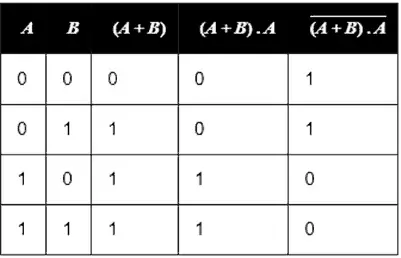 A B (A + B) (A + B) . A (A + B) . A
0 0 0 0 1
0 1 1 0 1
1 0 1 1 0
1 1 1 1 0